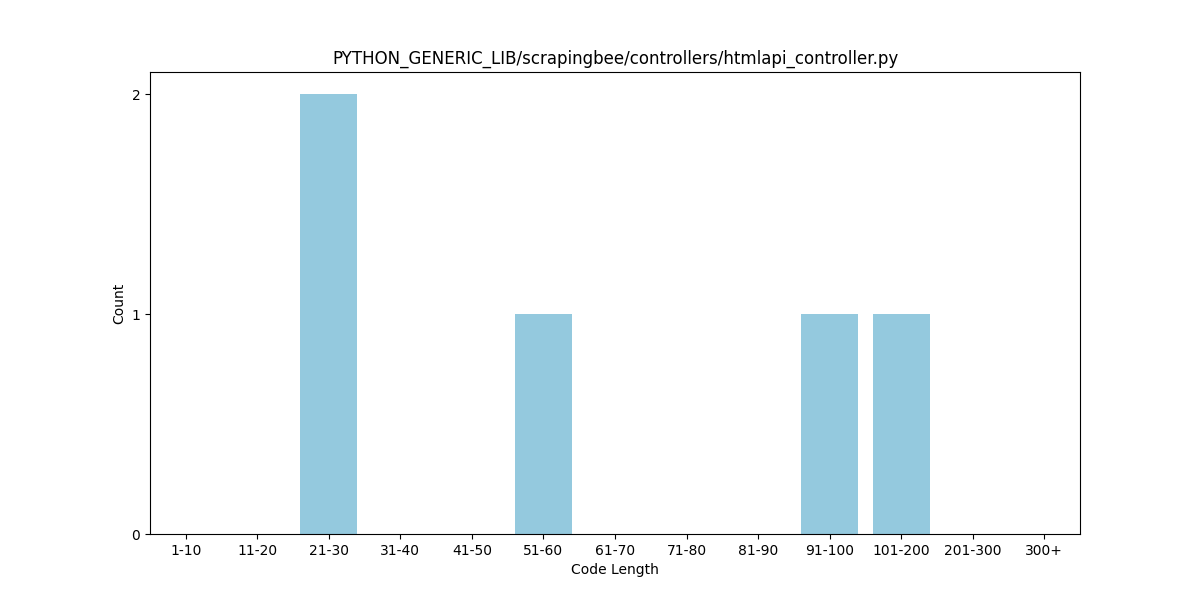 PYTHON_GENERIC_LIB/scrapingbee/controllers/htmlapi_controller.py
2
1
0
Count
1-10 11-20 21-30 31-40 41-50 51-60 61-70 71-80 81-90 91-100 101-200 201-300 300+
Code Length